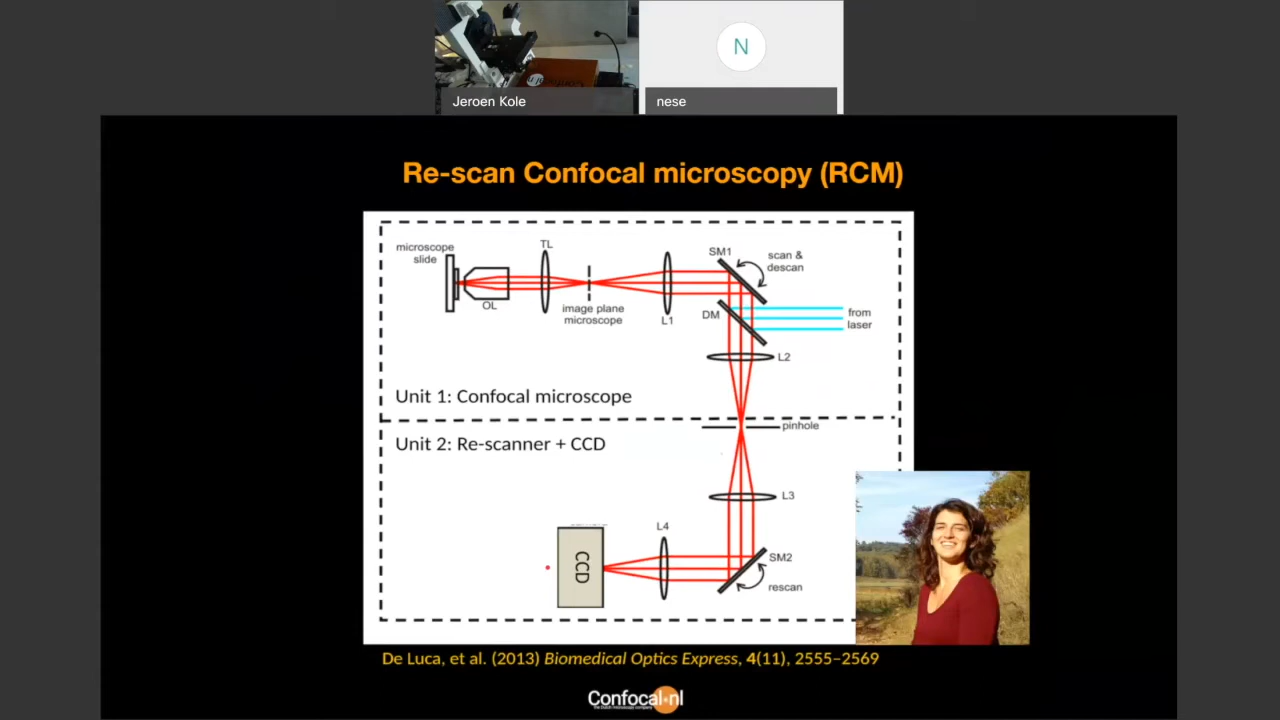 Jeroen Kole
N
nese
Re-scan Confocal microscopy (RCM)
microscope
slide
TL
OL
image plane
microscope
L1
SM1
scan &
descan
DM
from
laser
L2
Unit 1: Confocal microscope
pinhole
Unit 2: Re-scanner + CCD
L3
L4
CCD
SM2
rescan
De Luca, et al. (2013) Biomedical Optics Express, 4(11), 2555–2569
Confocal.nl